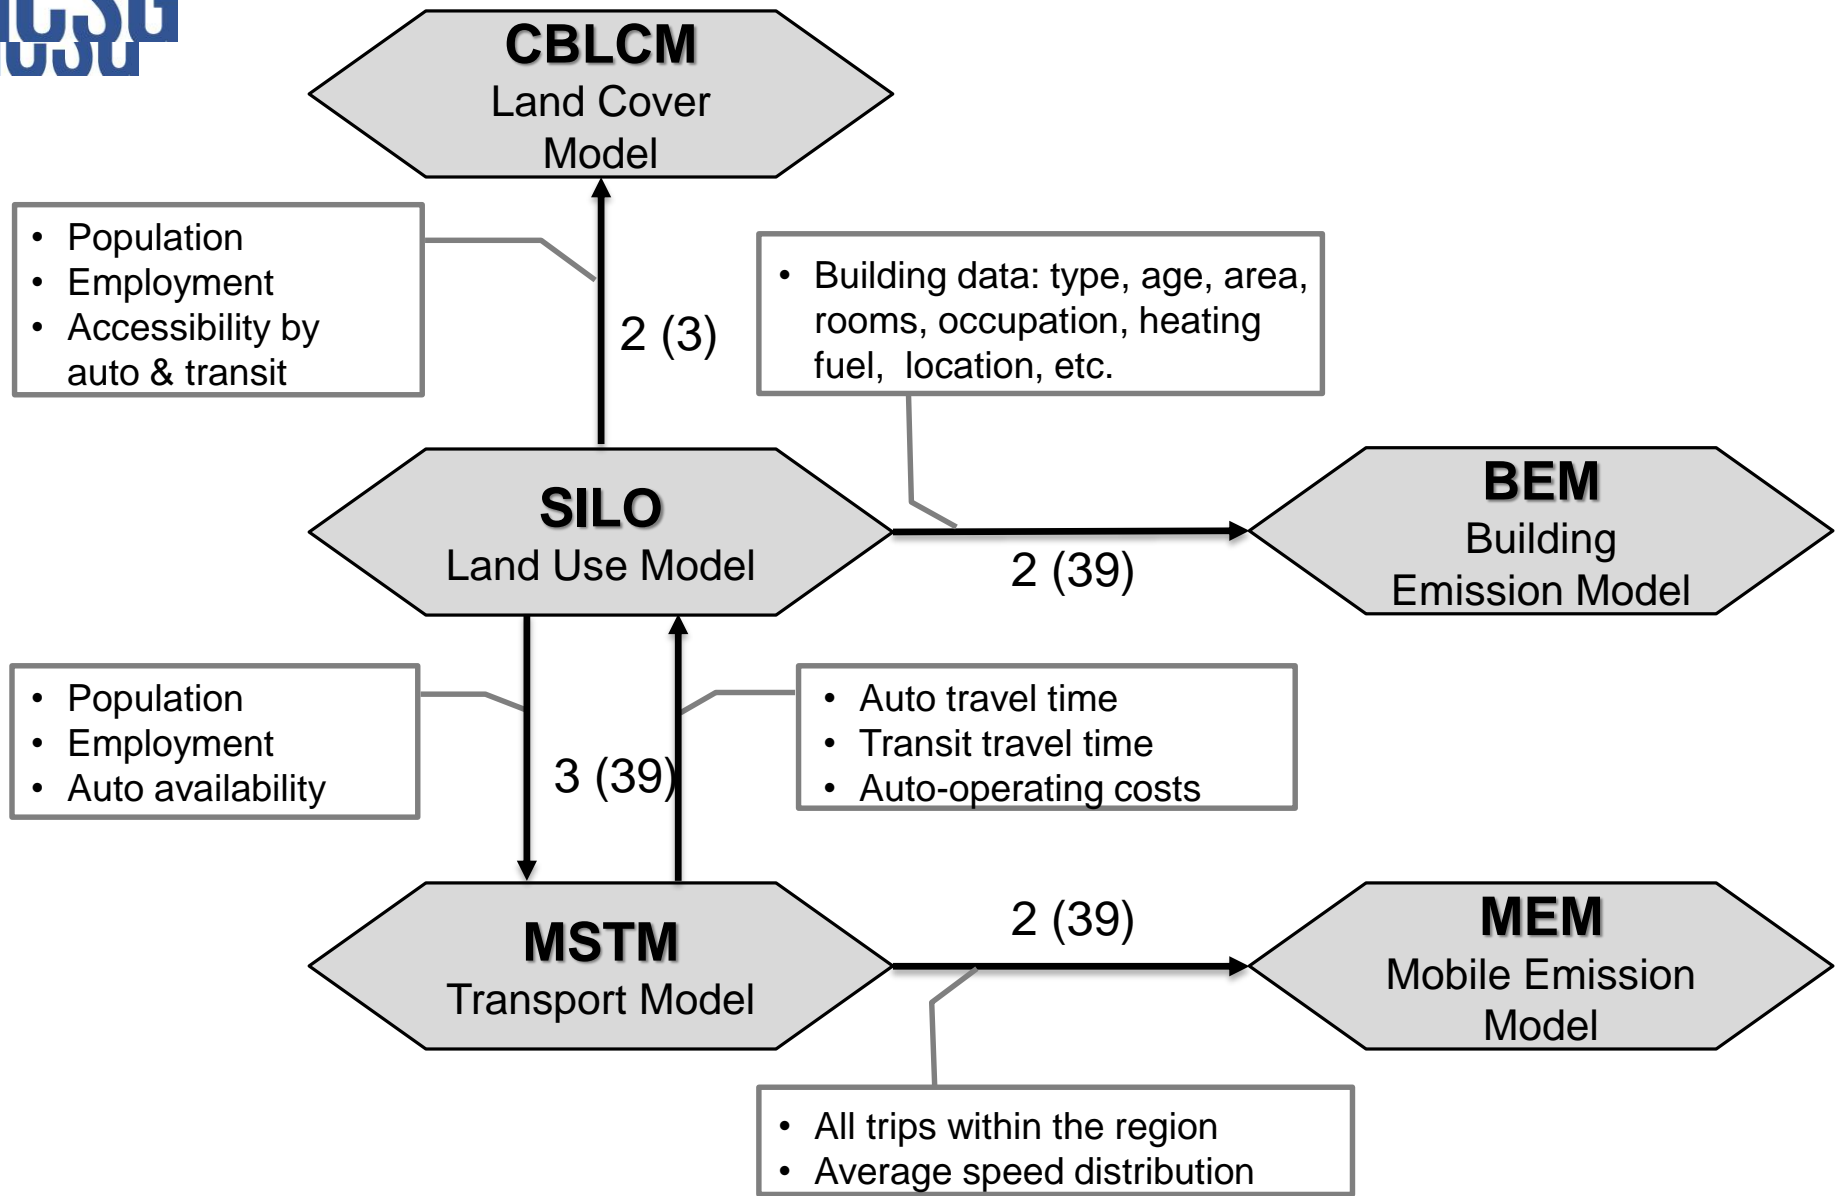 CBLCM
Land Cover
Model
• Population
• Employment
• Accessibility by
auto & transit
2 (3)
• Building data: type, age, area,
rooms, occupation, heating
fuel, location, etc.
SILO
Land Use Model
2 (39)
BEM
Building
Emission Model
• Population
• Employment
• Auto availability
3 (39)
• Auto travel time
• Transit travel time
• Auto-operating costs
MSTM
Transport Model
2 (39)
MEM
Mobile Emission
Model
• All trips within the region
• Average speed distribution